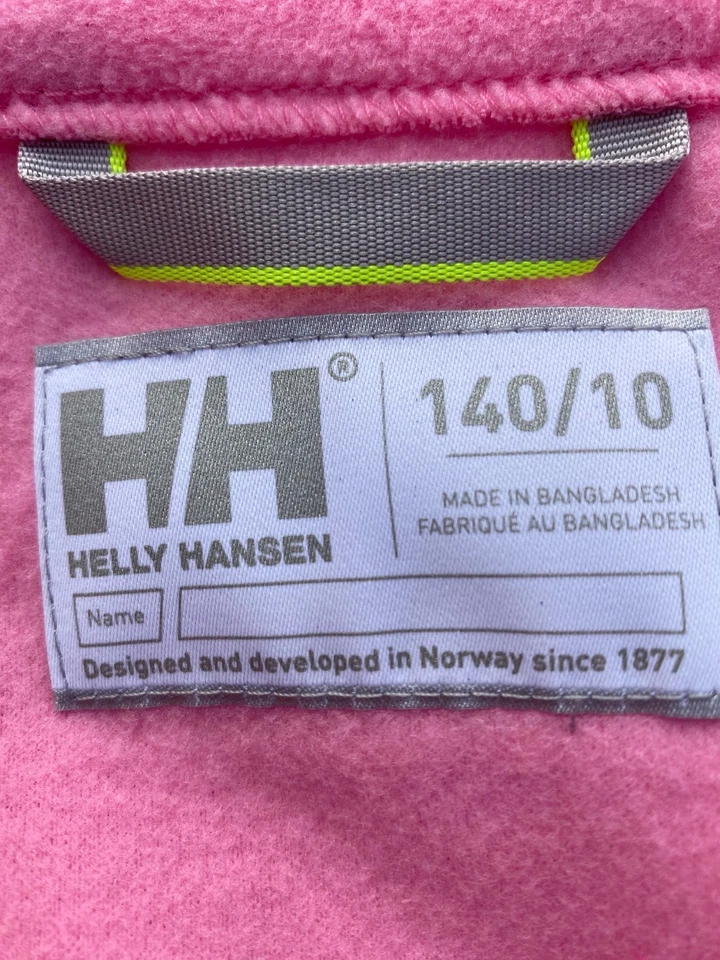 HH®
HELLY HANSEN
140/10
MADE IN BANGLADESH
FABRIQUÉ AU BANGLADESH
Name
Designed and developed in Norway since 1877